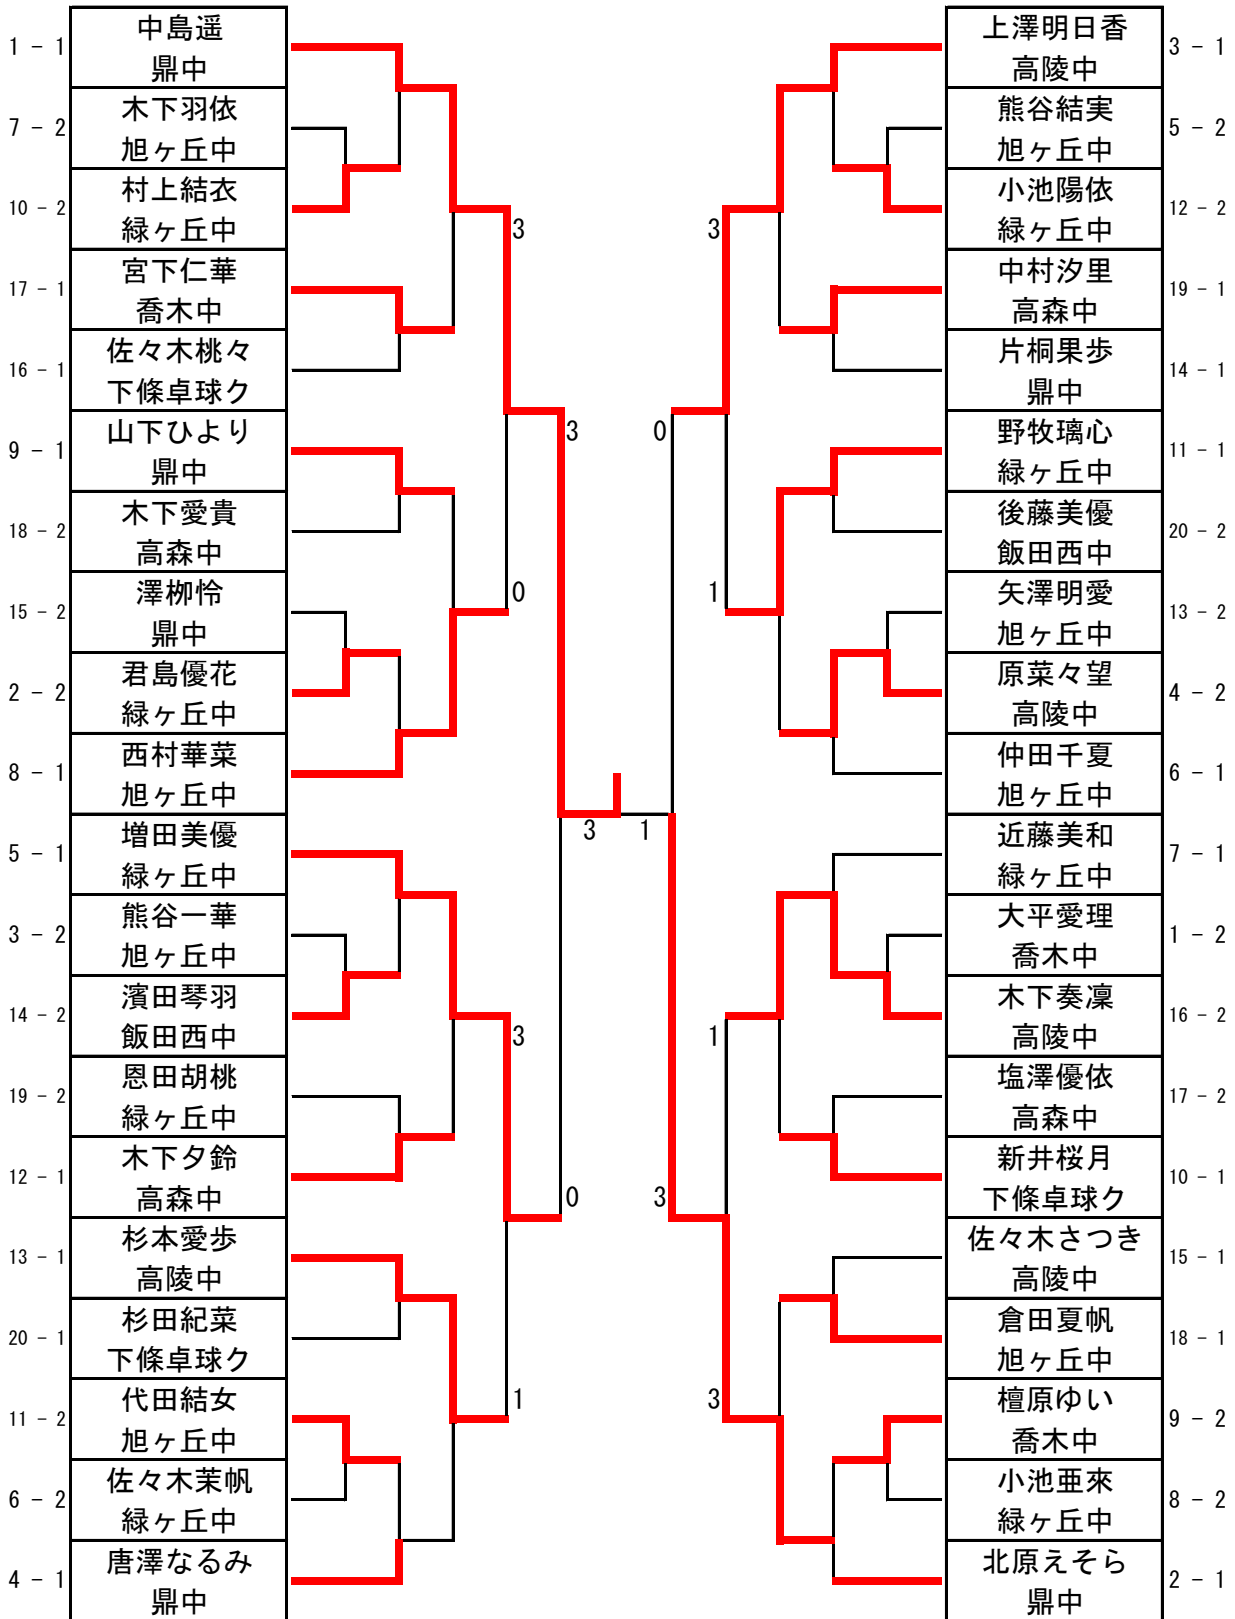 1 - 1
中島遥
鼎中
7 - 2
木下羽依
旭ヶ丘中
10 - 2
村上結衣
緑ヶ丘中
17 - 1
宮下仁華
喬木中
16 - 1
佐々木桃々
下條卓球ク
9 - 1
山下ひより
鼎中
18 - 2
木下愛貴
高森中
15 - 2
澤栁怜
鼎中
2 - 2
君島優花
緑ヶ丘中
8 - 1
西村華菜
旭ヶ丘中
5 - 1
増田美優
緑ヶ丘中
3 - 2
熊谷一華
旭ヶ丘中
14 - 2
濱田琴羽
飯田西中
19 - 2
恩田胡桃
緑ヶ丘中
12 - 1
木下夕鈴
高森中
13 - 1
杉本愛歩
高陵中
20 - 1
杉田紀菜
下條卓球ク
11 - 2
代田結女
旭ヶ丘中
6 - 2
佐々木茉帆
緑ヶ丘中
4 - 1
唐澤なるみ
鼎中
3
0
3
3
1
0
3
1
3
1
0
1
3
3
上澤明日香
高陵中
3 - 1
熊谷結実
旭ヶ丘中
5 - 2
小池陽依
緑ヶ丘中
12 - 2
中村汐里
高森中
19 - 1
片桐果歩
鼎中
14 - 1
野牧璃心
緑ヶ丘中
11 - 1
後藤美優
飯田西中
20 - 2
矢澤明愛
旭ヶ丘中
13 - 2
原菜々望
高陵中
4 - 2
仲田千夏
旭ヶ丘中
6 - 1
近藤美和
緑ヶ丘中
7 - 1
大平愛理
喬木中
1 - 2
木下奏凜
高陵中
16 - 2
塩澤優依
高森中
17 - 2
新井桜月
下條卓球ク
10 - 1
佐々木さつき
高陵中
15 - 1
倉田夏帆
旭ヶ丘中
18 - 1
檀原ゆい
喬木中
9 - 2
小池亜來
緑ヶ丘中
8 - 2
北原えそら
鼎中
2 - 1